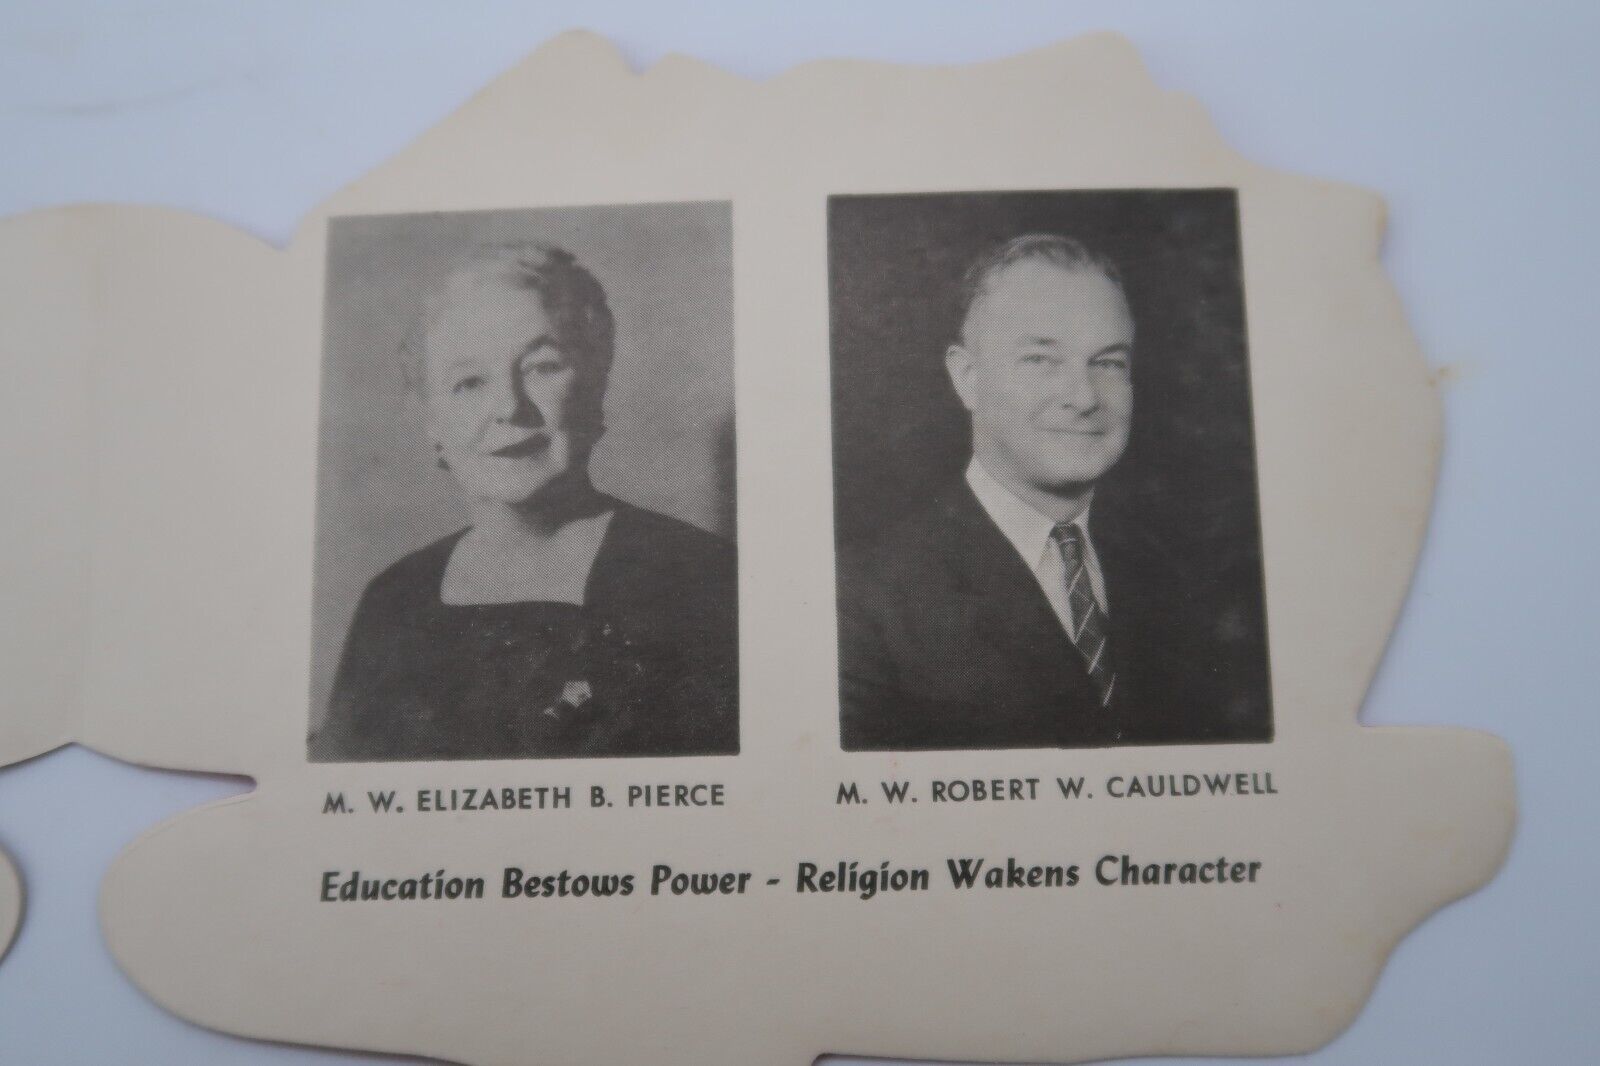 M. W. ELIZABETH B. PIERCE
M. W. ROBERT W. CAULDWELL
Education Bestows Power - Religion Wakens Character